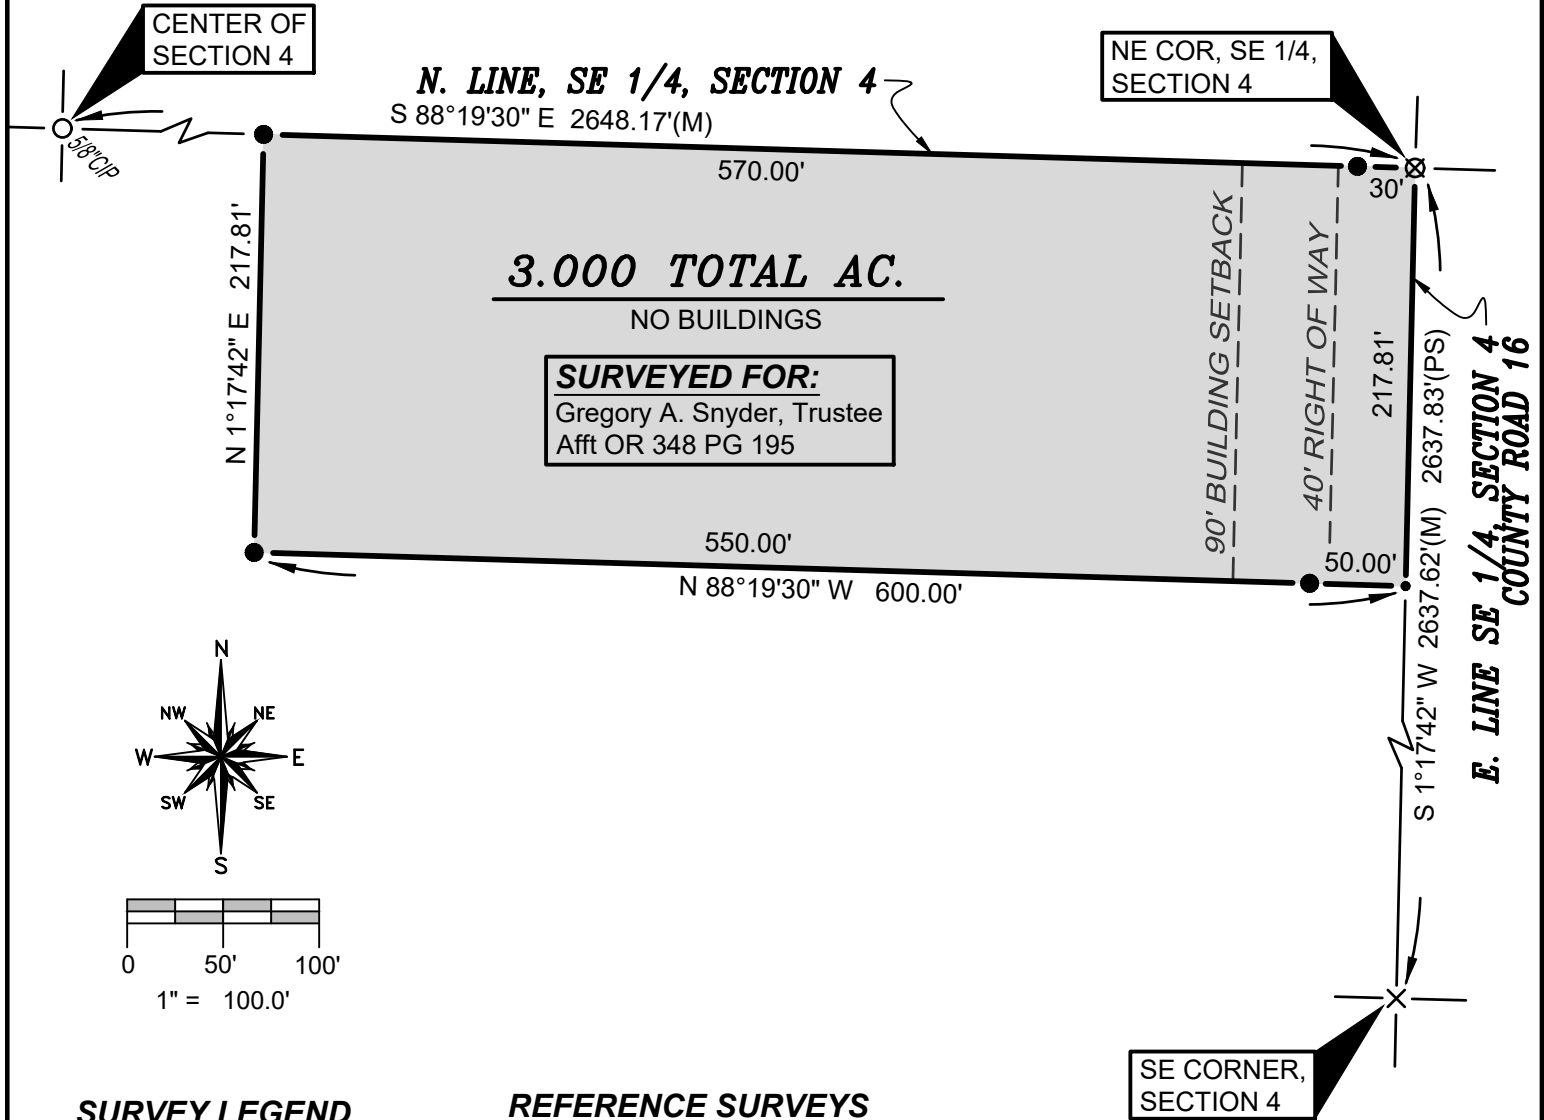 CENTER OF
SECTION 4
N. LINE, SE 1/4, SECTION 4
S 88°19'30" E 2648.17'(M)
NE COR, SE 1/4,
SECTION 4
5/8"CIP
570.00'
30'
N 1°17'42" E 217.81'
3.000 TOTAL AC.
NO BUILDINGS
SURVEYED FOR:
Gregory A. Snyder, Trustee
Afft OR 348 PG 195
90' BUILDING SETBACK
40' RIGHT OF WAY
217.81'
S 1°17'42" W 2637.62'(M) 2637.83'(PS)
E. LINE SE 1/4, SECTION 4
COUNTY ROAD 16
550.00'
50.00'
N 88°19'30" W 600.00'
N
NW NE
W E
SW SE
S
0 50' 100'
1" = 100.0'
SE CORNER,
SECTION 4
SURVEY LEGEND
REFERENCE SURVEYS